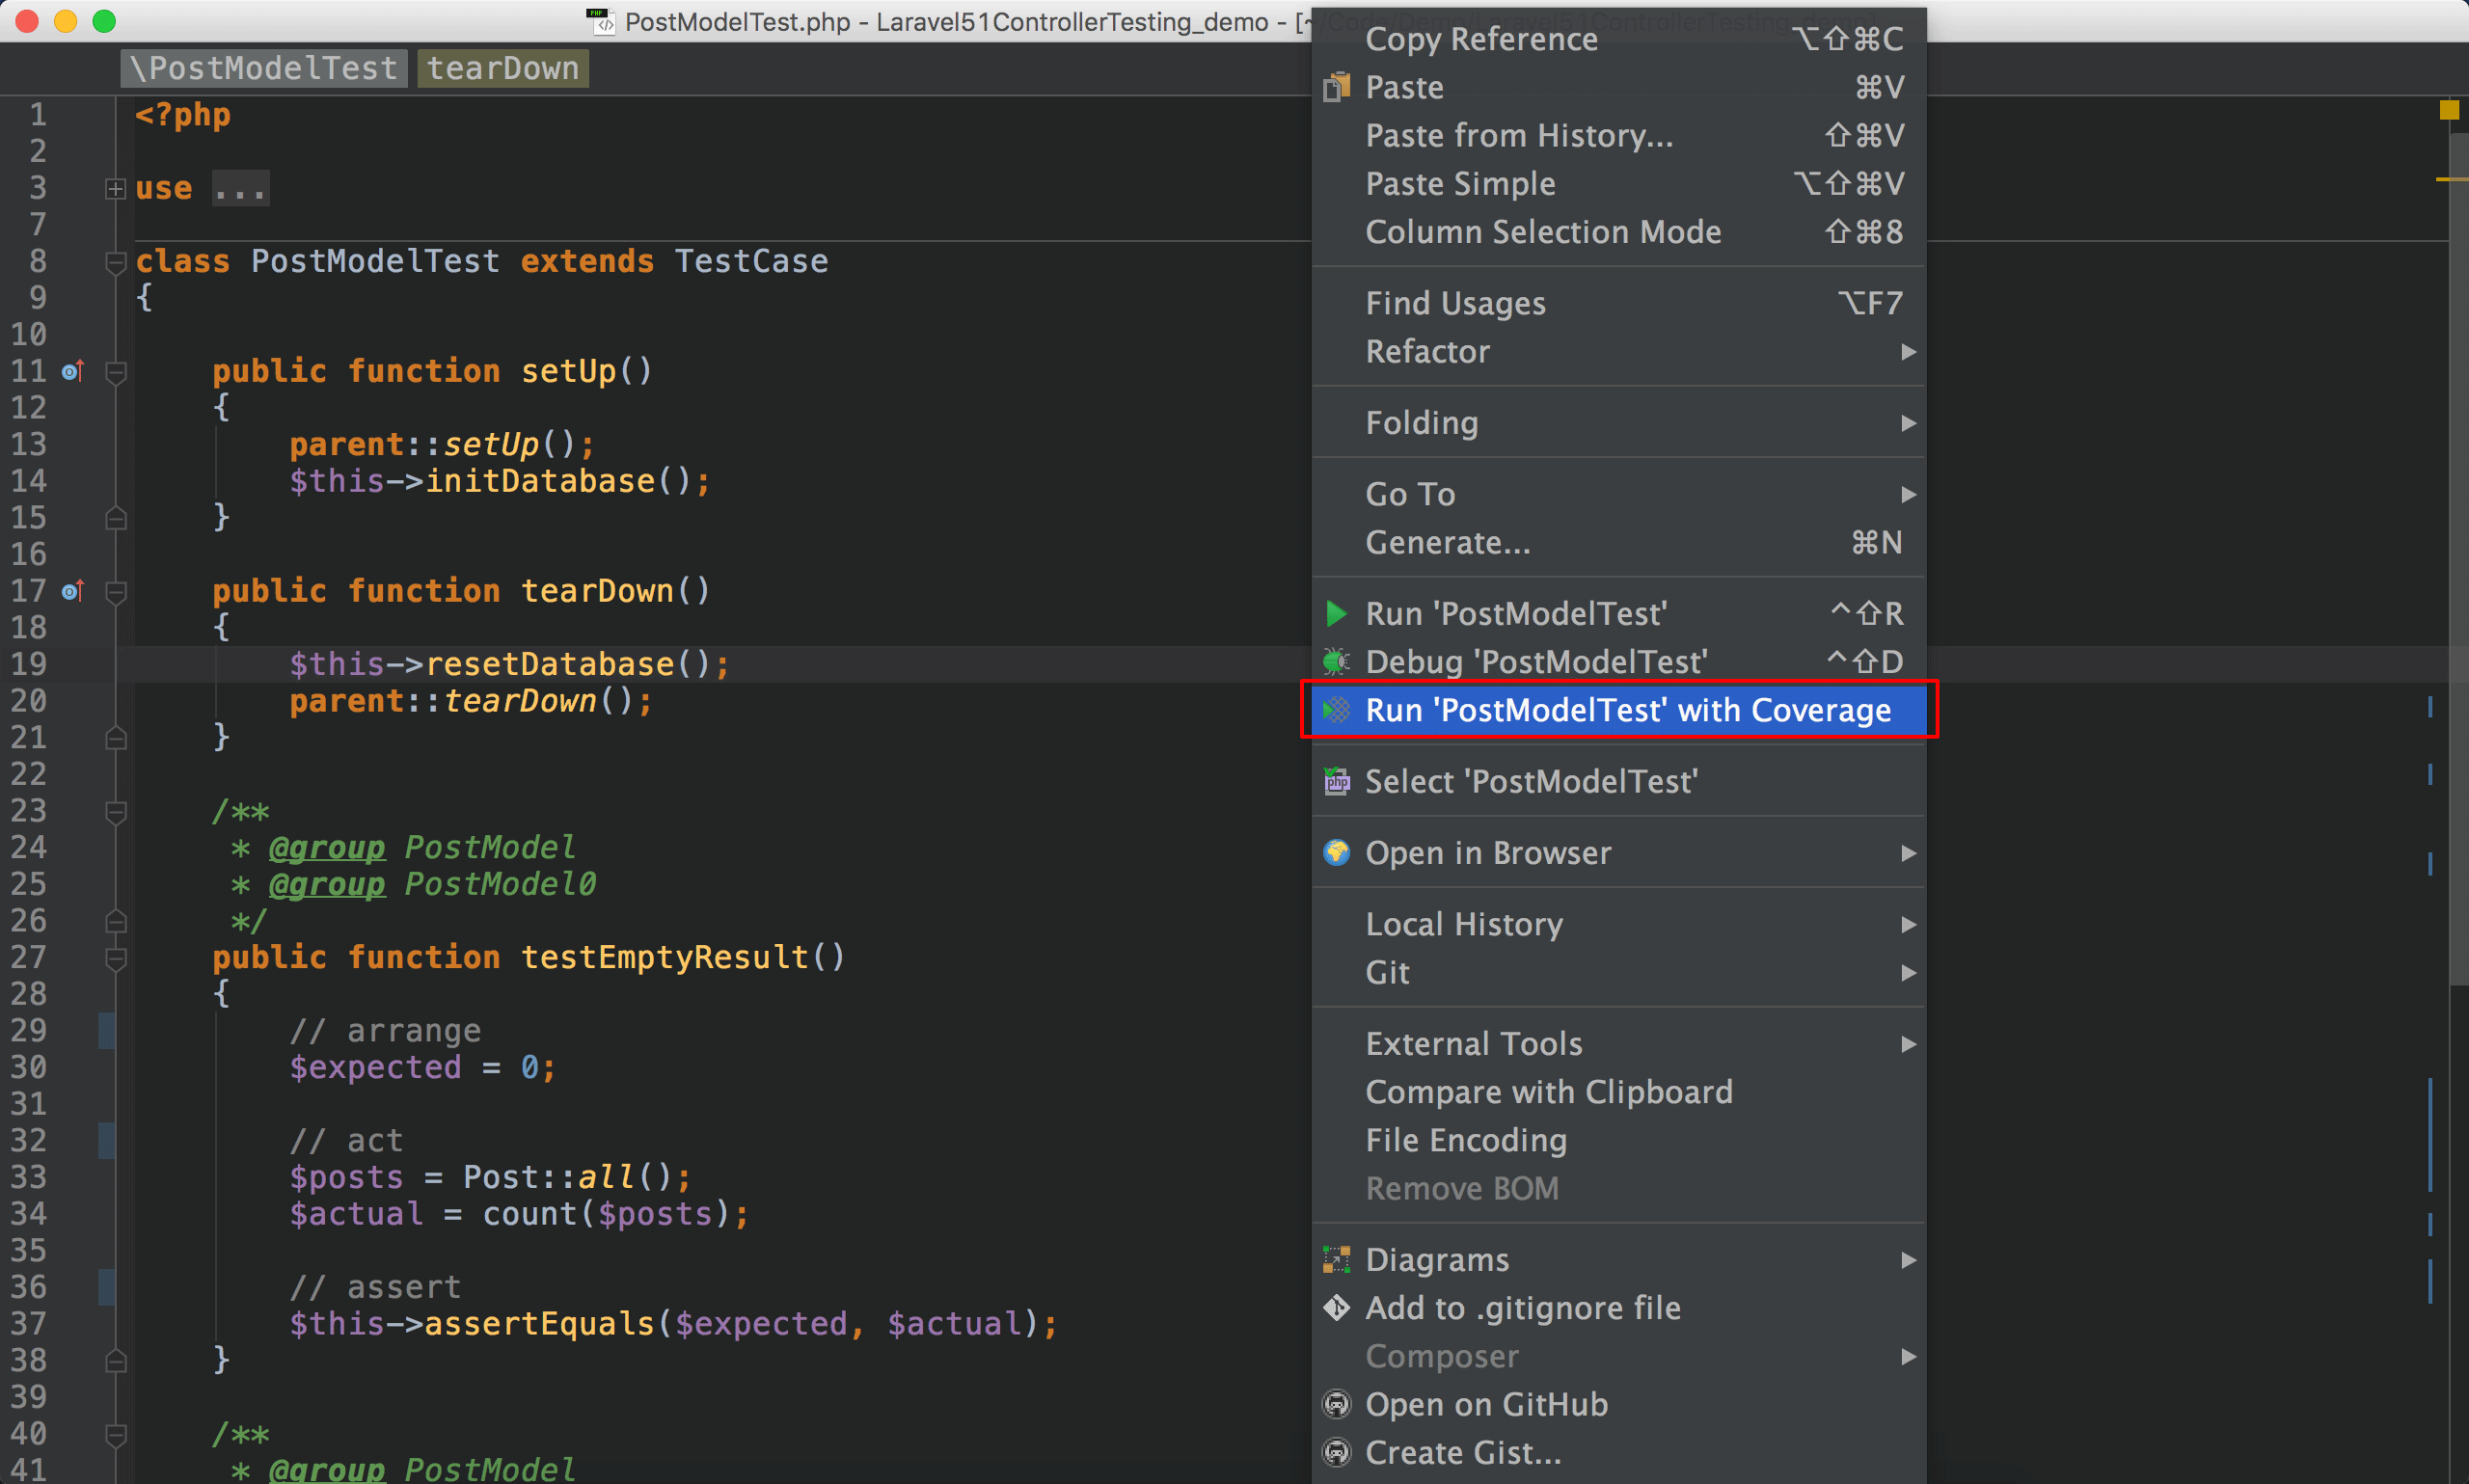 PostModelTest.php - Laravel51ControllerTesting_demo - [~/Code/Demo/Laravel51ControllerTesting_demo]
\PostModelTest tearDown
1 <?php
2
3 use ...
7
8 class PostModelTest extends TestCase
9 {
10
11 public function setUp()
12 {
13 parent::setUp();
14 $this->initDatabase();
15 }
16
17 public function tearDown()
18 {
19 $this->resetDatabase();
20 parent::tearDown();
21 }
22
23 /**
24 * @group PostModel
25 * @group PostModel0
26 */
27 public function testEmptyResult()
28 {
29 // arrange
30 $expected = 0;
31
32 // act
33 $posts = Post::all();
34 $actual = count($posts);
35
36 // assert
37 $this->assertEquals($expected, $actual);
38 }
39
40 /**
41 * @group PostModel
Copy Reference ⌥⇧⌘C
Paste ⌘V
Paste from History... ⇧⌘V
Paste Simple ⌥⇧⌘V
Column Selection Mode ⇧⌘8
Find Usages ⌥F7
Refactor
Folding
Go To
Generate... ⌘N
Run 'PostModelTest' ^⇧R
Debug 'PostModelTest' ^⇧D
Run 'PostModelTest' with Coverage
Select 'PostModelTest'
Open in Browser
Local History
Git
External Tools
Compare with Clipboard
File Encoding
Remove BOM
Diagrams
Add to .gitignore file
Composer
Open on GitHub
Create Gist...